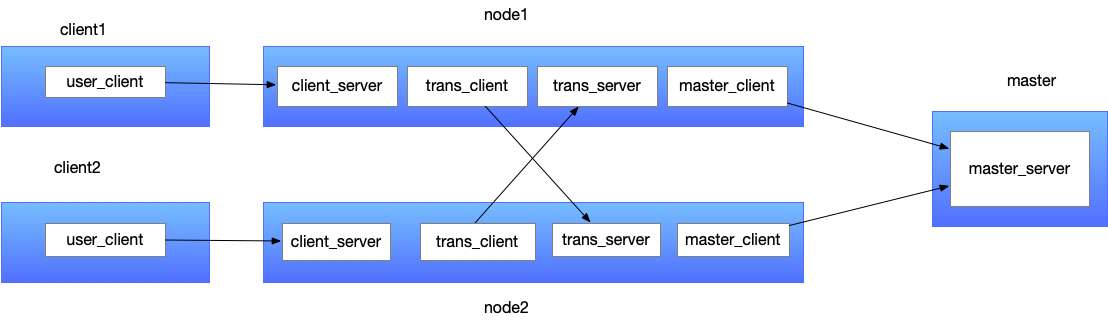 client1
node1
user_client
client_server
trans_client
trans_server
master_client
master
master_server
client2
user_client
client_server
trans_client
trans_server
master_client
node2